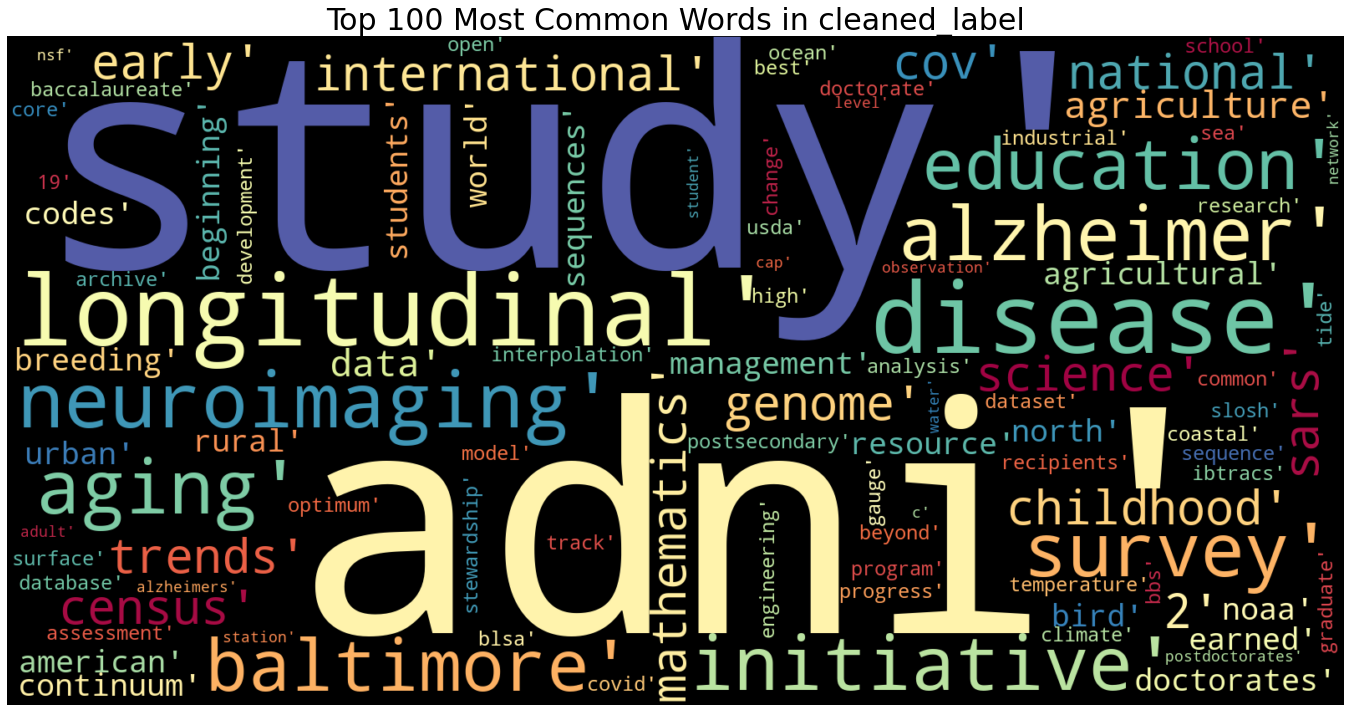 Top 100 Most Common Words in cleaned_label
study'
adni'
nsf'
early'
open'
international'
ocean'
best'
cov'
school'
national'
baccalaureate'
doctorate'
level'
agriculture'
core'
beginning'
students'
world'
sequences'
student'
change'
industrial'
sea'
network'
education'
19'
codes'
development'
usda'
research'
alzheimer'
archive'
cap'
observation'
agricultural'
longitudinal'
high'
disease'
tide'
breeding'
data'
interpolation'
management'
analysis'
science'
common'
sars'
neuroimaging'
genome'
water'
dataset'
slosh'
urban'
rural'
model'
mathematics'
postsecondary'
resource'
north'
coastal'
sequence'
recipients'
ibtracs'
aging'
optimum'
stewardship'
gauge'
c'
childhood'
adult'
trends'
track'
engineering'
beyond'
survey'
surface'
database'
alzheimers'
program'
progress'
temperature'
bbs'
census'
2'
noaa'
graduate'
bird'
assessment'
station'
blsa'
climate'
earned'
american'
baltimore'
initiative'
postdoctorates'
continuum'
covid'
doctorates'